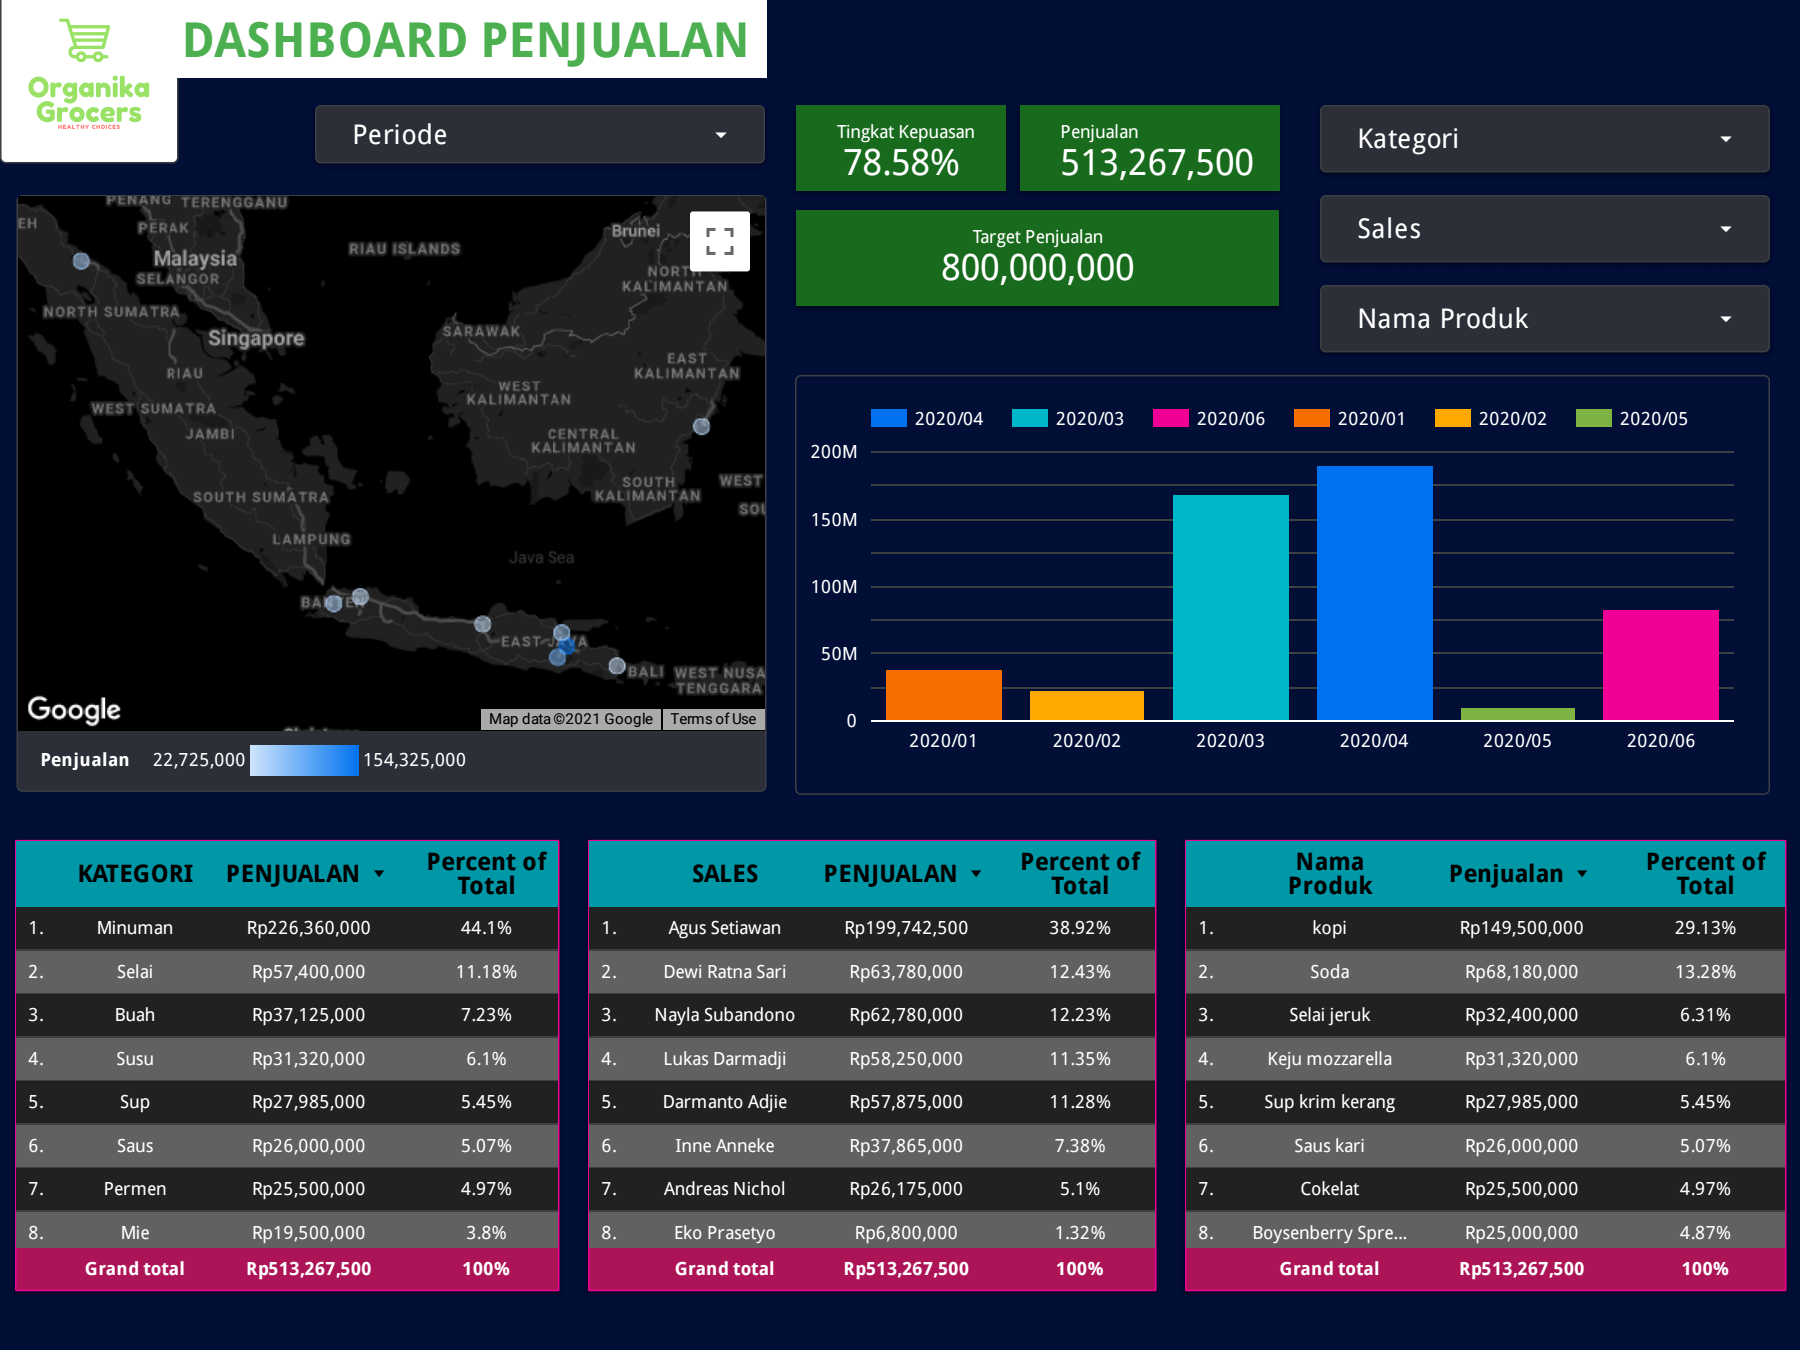 DASHBOARD PENJUALAN
Organika
Grocers
HEALTHY CHOICES
Periode
Tingkat Kepuasan
78.58%
Penjualan
513,267,500
Target Penjualan
800,000,000
Kategori
Sales
Nama Produk
EH
PENANG
TERENGGANU
PERAK
Malaysia
SELANGOR
RIAU ISLANDS
Brunei
NORTH
KALIMANTAN
NORTH SUMATRA
Singapore
SARAWAK
RIAU
EAST
KALIMANTAN
WEST
KALIMANTAN
WEST SUMATRA
JAMBI
CENTRAL
KALIMANTAN
SOUTH
KALIMANTAN
WEST
SOU
SOUTH SUMATRA
LAMPUNG
Java Sea
BANTEN
EAST JAVA
BALI
WEST NUSA
TENGGARA
Google
Map data ©2021 Google
Terms of Use
Penjualan 22,725,000 154,325,000
2020/04 2020/03 2020/06 2020/01 2020/02 2020/05
200M
150M
100M
50M
0
2020/01 2020/02 2020/03 2020/04 2020/05 2020/06
KATEGORI PENJUALAN Percent of
Total
1. Minuman Rp226,360,000 44.1%
2. Selai Rp57,400,000 11.18%
3. Buah Rp37,125,000 7.23%
4. Susu Rp31,320,000 6.1%
5. Sup Rp27,985,000 5.45%
6. Saus Rp26,000,000 5.07%
7. Permen Rp25,500,000 4.97%
8. Mie Rp19,500,000 3.8%
Grand total Rp513,267,500 100%
SALES PENJUALAN Percent of
Total
1. Agus Setiawan Rp199,742,500 38.92%
2. Dewi Ratna Sari Rp63,780,000 12.43%
3. Nayla Subandono Rp62,780,000 12.23%
4. Lukas Darmadji Rp58,250,000 11.35%
5. Darmanto Adjie Rp57,875,000 11.28%
6. Inne Anneke Rp37,865,000 7.38%
7. Andreas Nichol Rp26,175,000 5.1%
8. Eko Prasetyo Rp6,800,000 1.32%
Grand total Rp513,267,500 100%
Nama Penjualan Percent of
Produk Total
1. kopi Rp149,500,000 29.13%
2. Soda Rp68,180,000 13.28%
3. Selai jeruk Rp32,400,000 6.31%
4. Keju mozzarella Rp31,320,000 6.1%
5. Sup krim kerang Rp27,985,000 5.45%
6. Saus kari Rp26,000,000 5.07%
7. Cokelat Rp25,500,000 4.97%
8. Boysenberry Spre... Rp25,000,000 4.87%
Grand total Rp513,267,500 100%